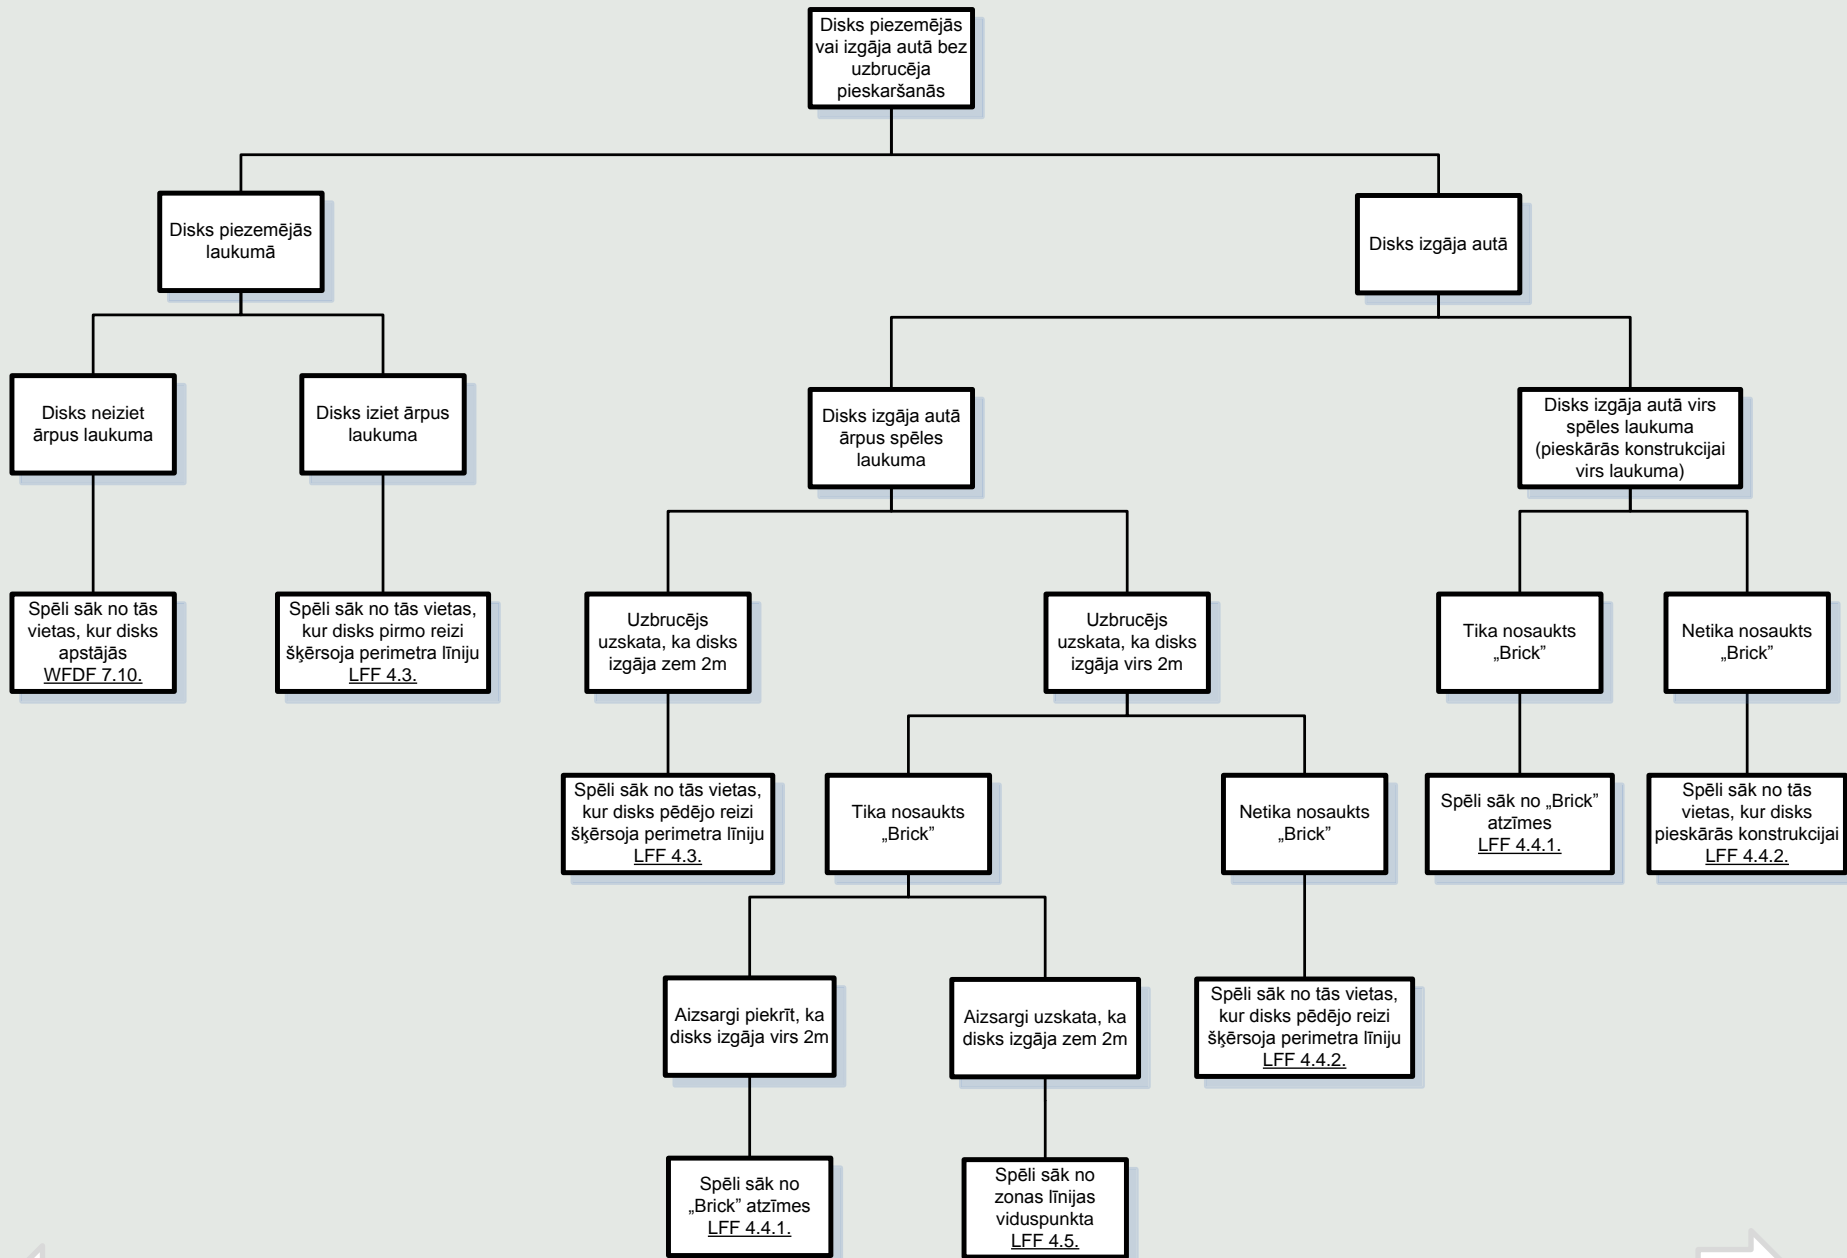 Disks piezemējās
vai izgāja autā bez
uzbrucēja
pieskaršanās
Disks piezemējās
laukumā
Disks izgāja autā
Disks neiziet
ārpus laukuma
Disks iziet ārpus
laukuma
Disks izgāja autā
ārpus spēles
laukuma
Disks izgāja autā virs
spēles laukuma
(pieskārās konstrukcijai
virs laukuma)
Spēli sāk no tās
vietas, kur disks
apstājās
WFDF 7.10.
Spēli sāk no tās vietas,
kur disks pirmo reizi
šķērsoja perimetra līniju
LFF 4.3.
Uzbrucējs
uzskata, ka disks
izgāja zem 2m
Uzbrucējs
uzskata, ka disks
izgāja virs 2m
Tika nosaukts
„Brick”
Netika nosaukts
„Brick”
Spēli sāk no tās vietas,
kur disks pēdējo reizi
šķērsoja perimetra līniju
LFF 4.3.
Tika nosaukts
„Brick”
Netika nosaukts
„Brick”
Spēli sāk no „Brick”
atzīmes
LFF 4.4.1.
Spēli sāk no tās
vietas, kur disks
pieskārās konstrukcijai
LFF 4.4.2.
Aizsargi piekrīt, ka
disks izgāja virs 2m
Aizsargi uzskata, ka
disks izgāja zem 2m
Spēli sāk no tās vietas,
kur disks pēdējo reizi
šķērsoja perimetra līniju
LFF 4.4.2.
Spēli sāk no
„Brick” atzīmes
LFF 4.4.1.
Spēli sāk no
zonas līnijas
viduspunkta
LFF 4.5.